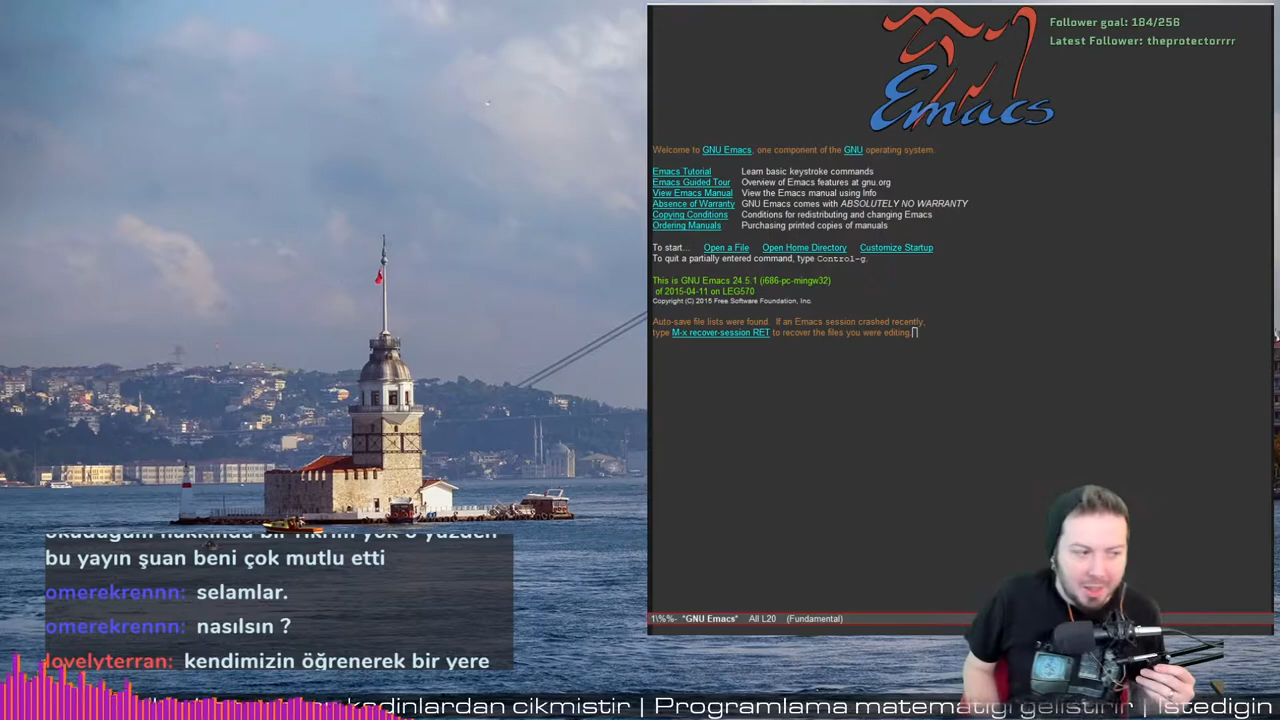 Follower goal: 184/256
Latest Follower: theprotectorrrr
Emacs
Welcome to GNU Emacs, one component of the GNU operating system.
Emacs Tutorial Learn basic keystroke commands
Emacs Guided Tour Overview of Emacs features at gnu.org
View Emacs Manual View the Emacs manual using Info
Absence of Warranty GNU Emacs comes with ABSOLUTELY NO WARRANTY
Copying Conditions Conditions for redistributing and changing Emacs
Ordering Manuals Purchasing printed copies of manuals
To start... Open a File Open Home Directory Customize Startup
To quit a partially entered command, type Control-g.
This is GNU Emacs 24.5.1 (i686-pc-mingw32)
of 2015-04-11 on LEG570
Copyright (C) 2015 Free Software Foundation, Inc.
Auto-save file lists were found. If an Emacs session crashed recently,
type M-x recover-session RET to recover the files you were editing.
1\%%- *GNU Emacs* All L20 (Fundamental)
bu yayın şuan beni çok mutlu etti
omerekrennn: selamlar.
omerekrennn: nasılsın ?
lovelyterran: kendimizin öğrenerek bir yere
kadinlardan cikmistir | Programlama matematigi gelistirir | Istedigin